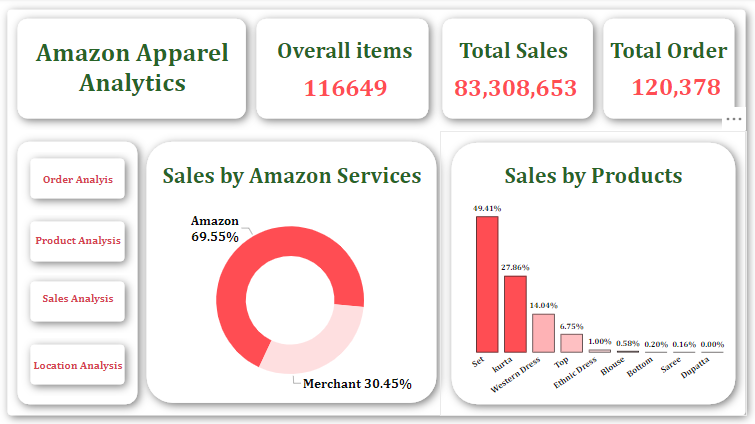 Amazon Apparel
Analytics
Overall items
116649
Total Sales
83,308,653
Total Order
120,378
Order Analyis
Product Analysis
Sales Analysis
Location Analysis
Sales by Amazon Services
Amazon
69.55%
Merchant 30.45%
Sales by Products
49.41%
27.86%
14.04%
6.75%
1.00%
0.58%
0.20%
0.16%
0.00%
Set
kurta
Western Dress
Top
Ethnic Dress
Blouse
Bottom
Saree
Dupatta